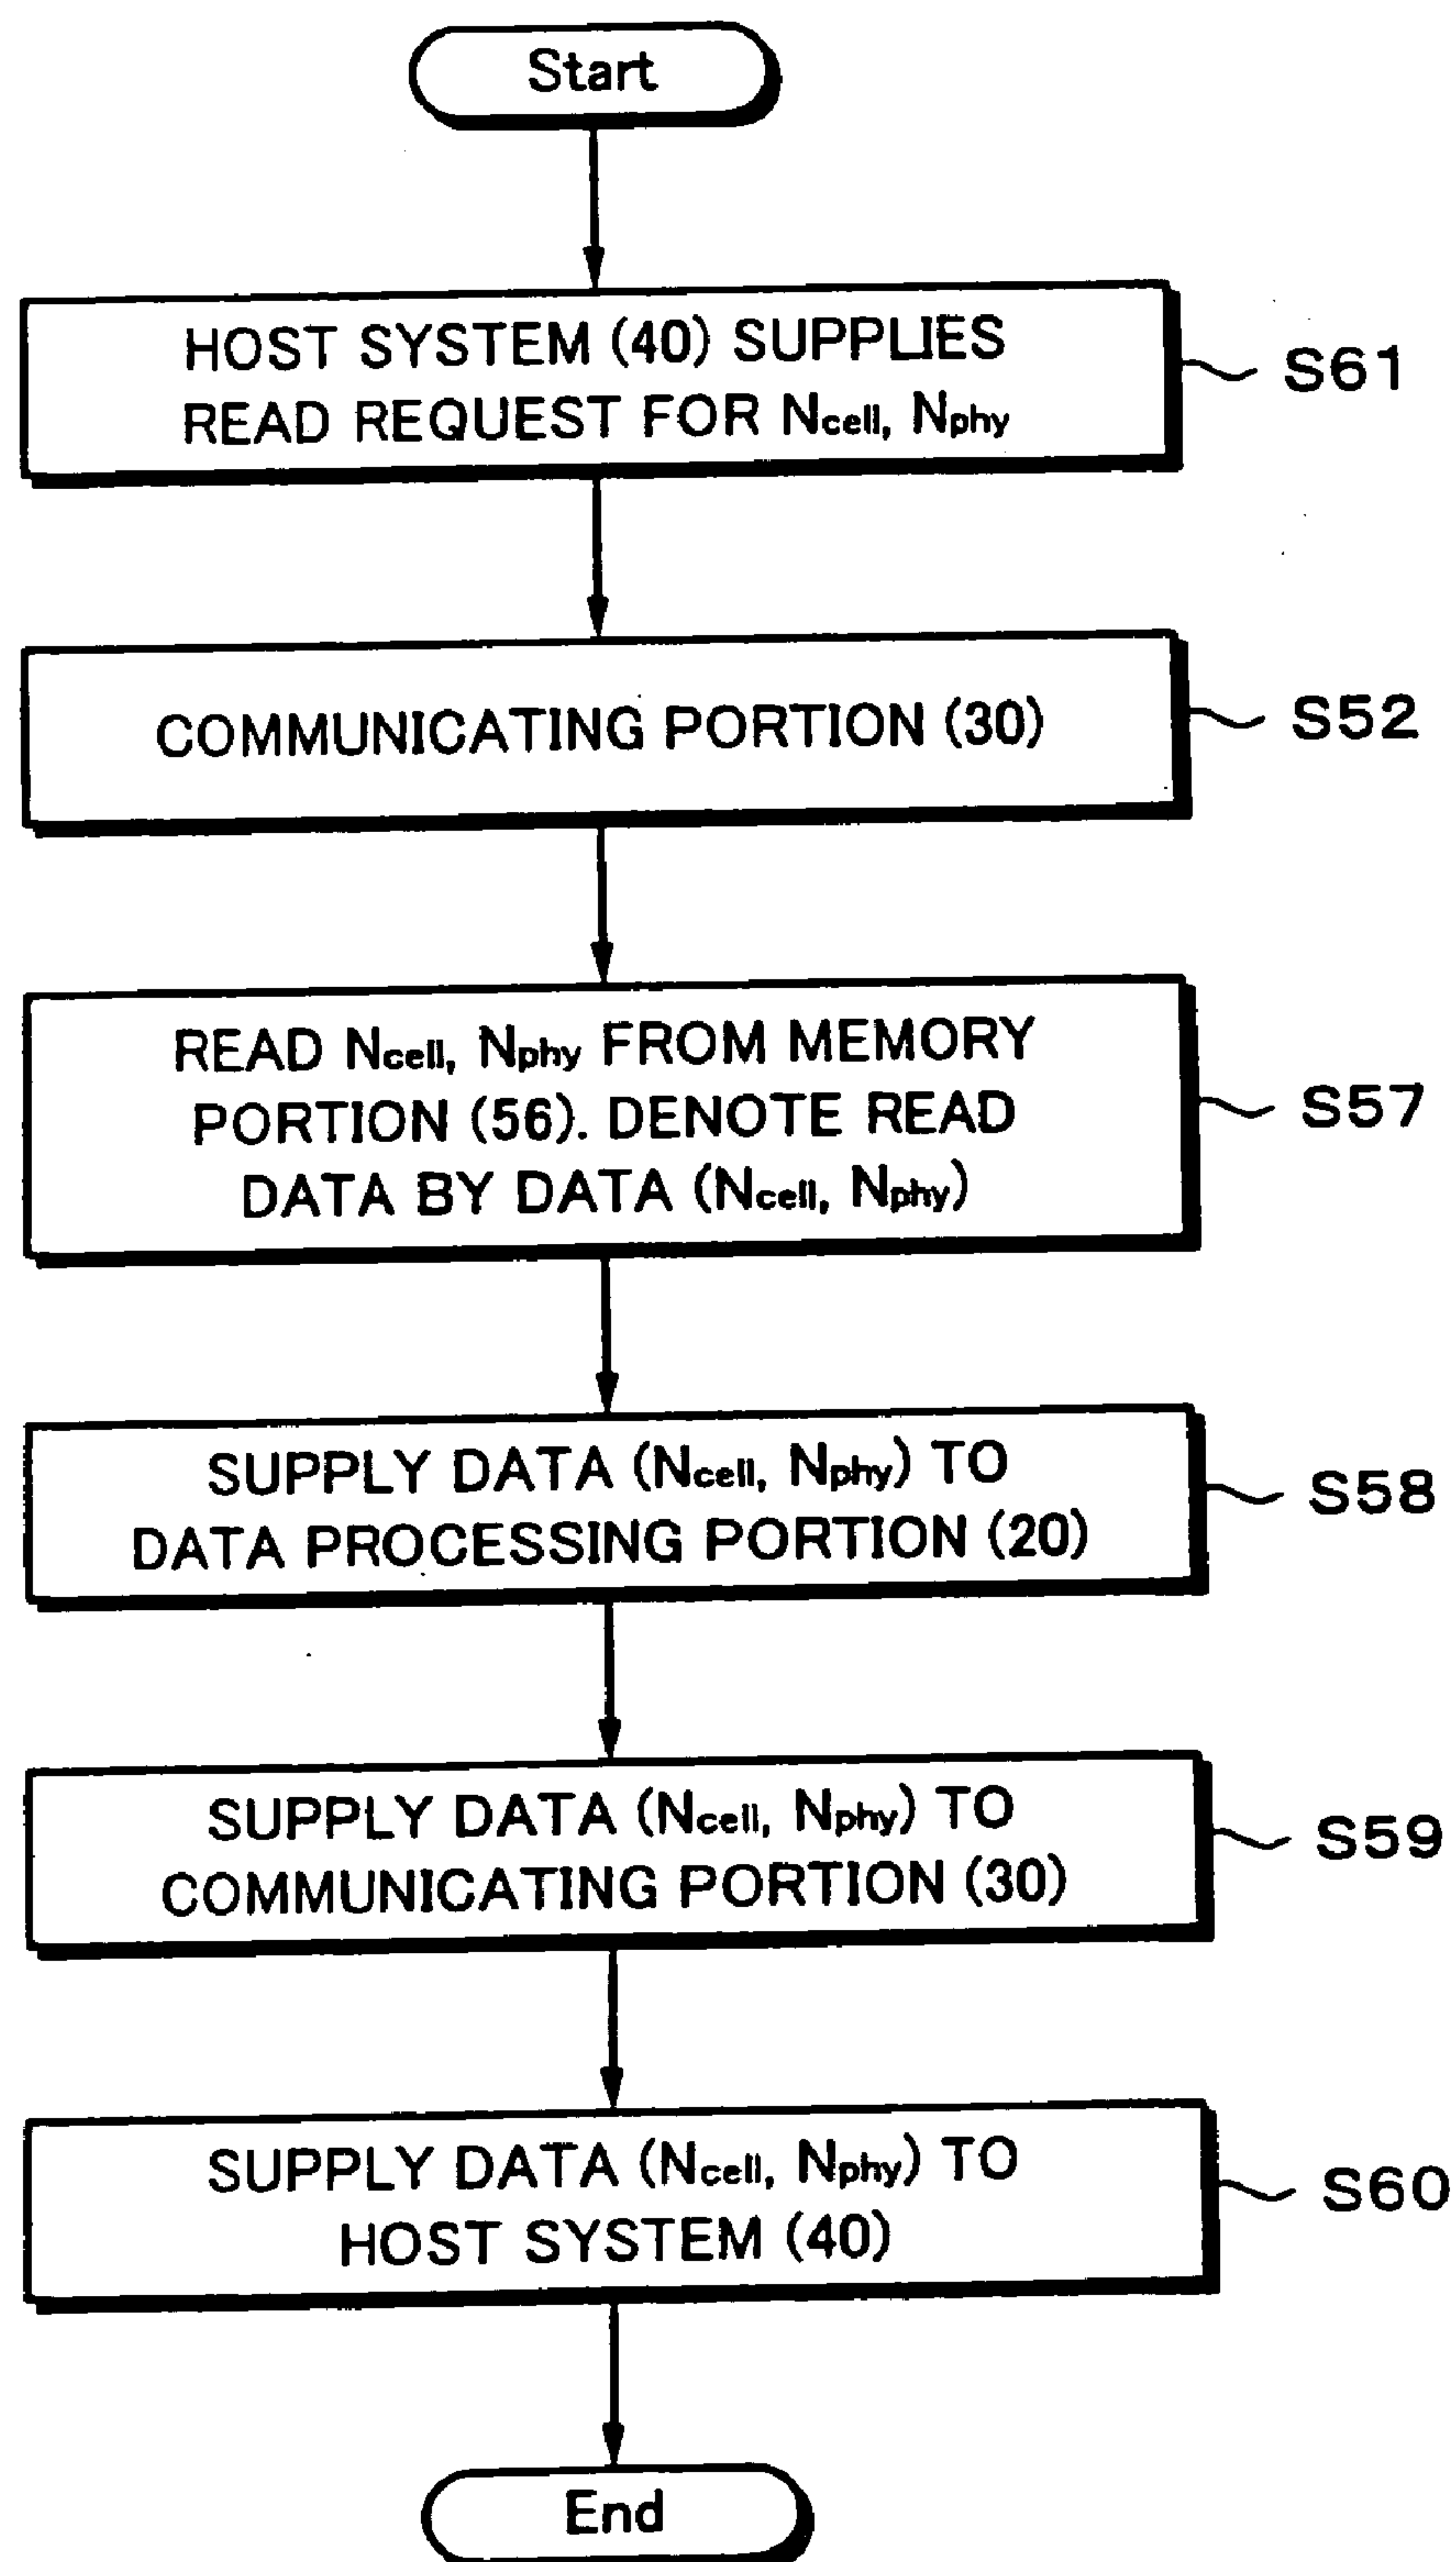 Start
HOST SYSTEM (40) SUPPLIES
READ REQUEST FOR Ncell, Nphy
S61
COMMUNICATING PORTION (30)
S52
READ Ncell, Nphy FROM MEMORY
PORTION (56). DENOTE READ
DATA BY DATA (Ncell, Nphy)
S57
SUPPLY DATA (Ncell, Nphy) TO
DATA PROCESSING PORTION (20)
S58
SUPPLY DATA (Ncell, Nphy) TO
COMMUNICATING PORTION (30)
S59
SUPPLY DATA (Ncell, Nphy) TO
HOST SYSTEM (40)
S60
End